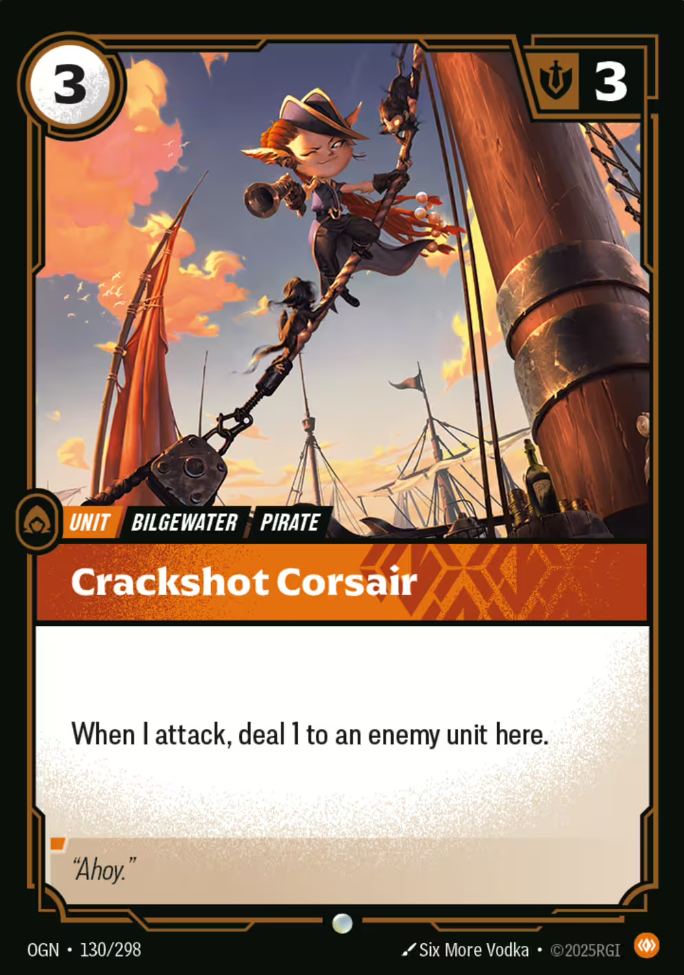 3
3
UNIT BILGEWATER PIRATE
Crackshot Corsair
When I attack, deal 1 to an enemy unit here.
“Ahoy.”
OGN • 130/298
Six More Vodka • ©2025RGI